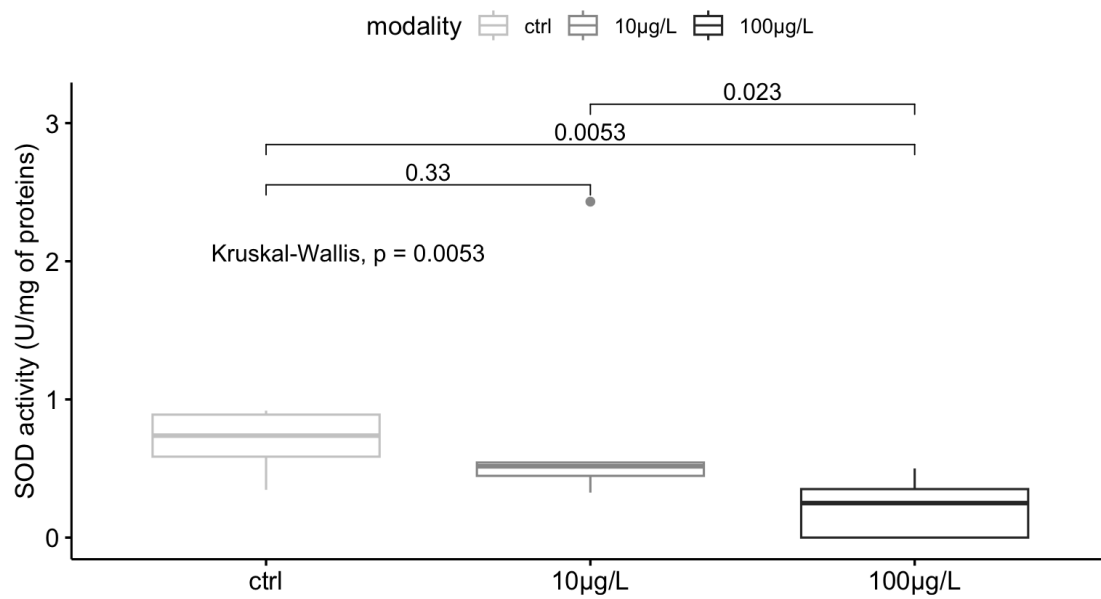 modality ctrl 10µg/L 100µg/L
0.023
3
0.0053
0.33
Kruskal-Wallis, p = 0.0053
2
SOD activity (U/mg of proteins)
1
0
ctrl 10µg/L 100µg/L